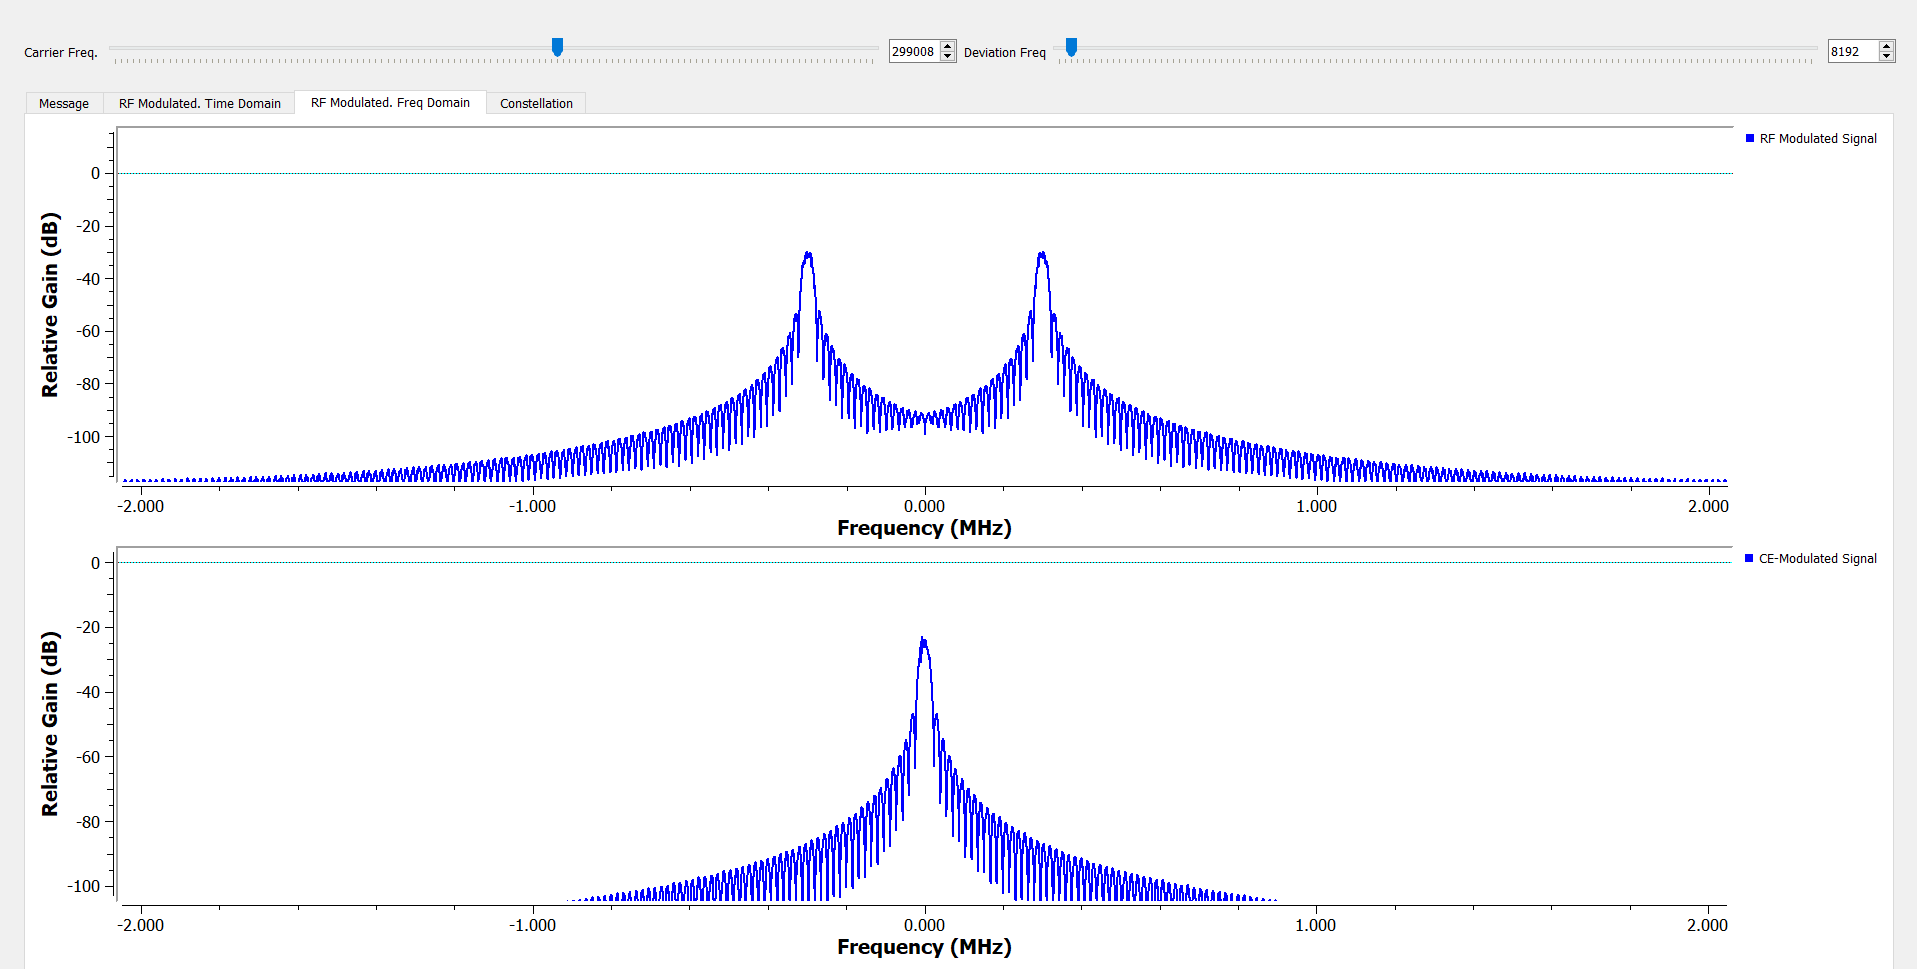 Carrier Freq. 299008 Deviation Freq 8192
Message RF Modulated. Time Domain RF Modulated. Freq Domain Constellation
RF Modulated Signal
Relative Gain (dB)
0
-20
-40
-60
-80
-100
-2.000 -1.000 0.000 1.000 2.000
Frequency (MHz)
CE-Modulated Signal
Relative Gain (dB)
0
-20
-40
-60
-80
-100
-2.000 -1.000 0.000 1.000 2.000
Frequency (MHz)